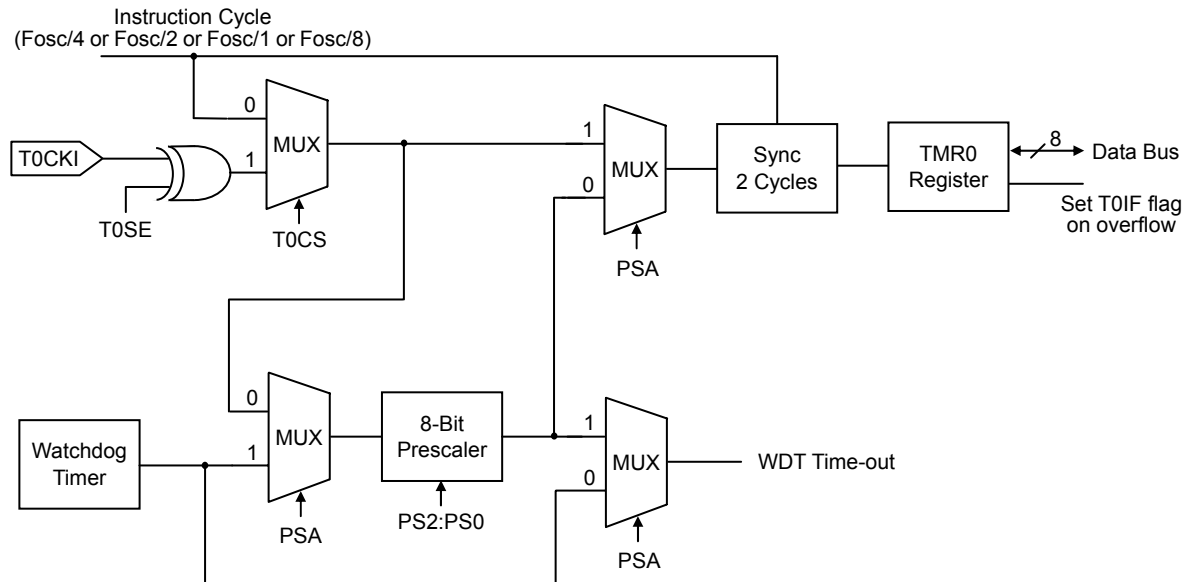 Instruction Cycle
(Fosc/4 or Fosc/2 or Fosc/1 or Fosc/8)
0
MUX
1
T0CKI
T0SE
T0CS
1
MUX
0
PSA
Sync
2 Cycles
TMR0
Register
8
Data Bus
Set T0IF flag
on overflow
Watchdog
Timer
0
MUX
1
PSA
8-Bit
Prescaler
PS2:PS0
1
MUX
0
PSA
WDT Time-out